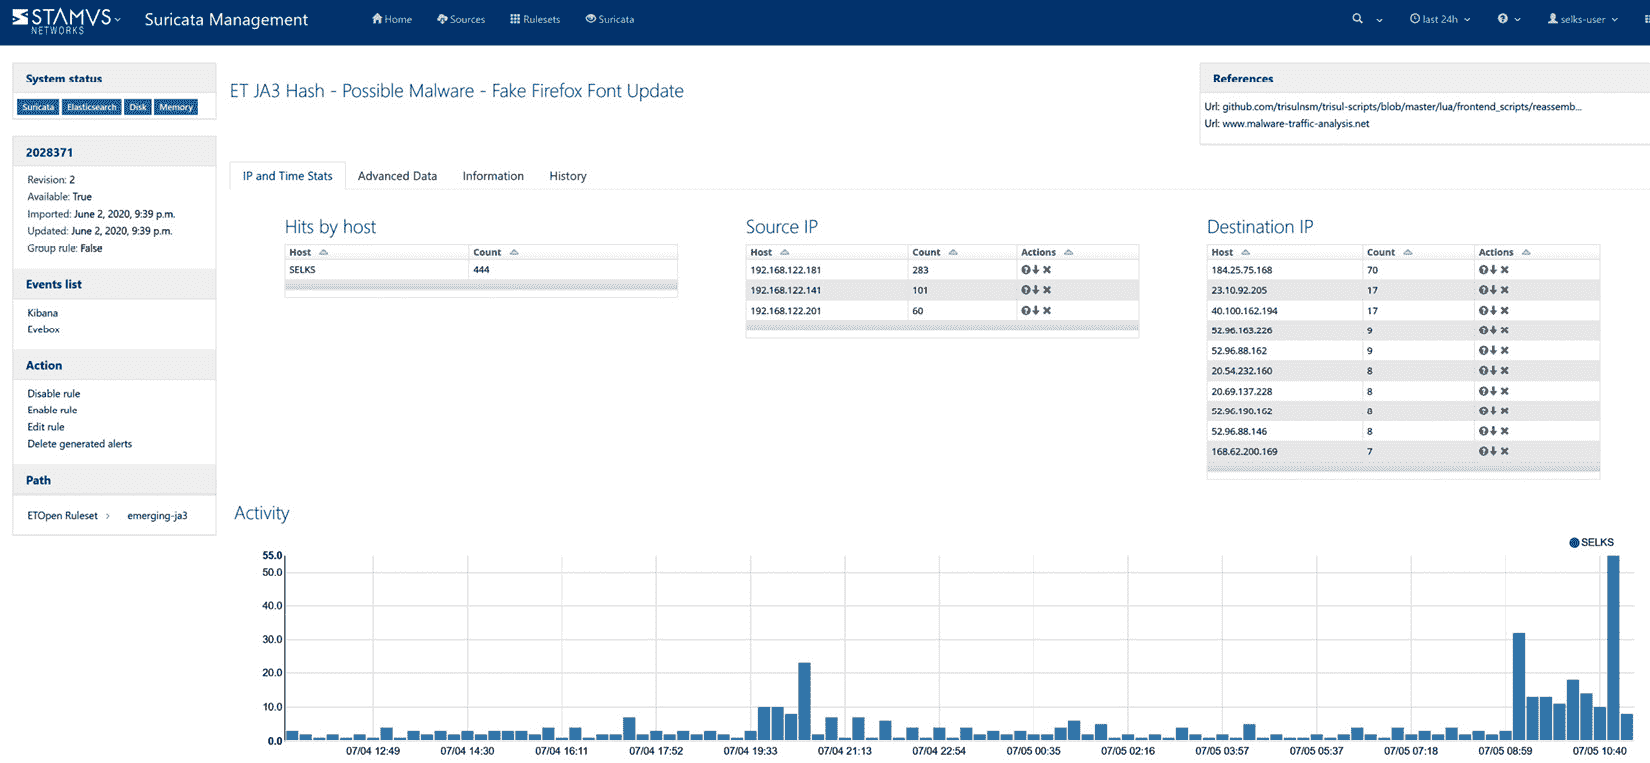 STAMVS NETWORKS
Suricata Management
Home
Sources
Rulesets
Suricata
last 24h
selks-user
System status
Suricata Elasticsearch Disk Memory
2028371
Revision: 2
Available: True
Imported: June 2, 2020, 9:39 p.m.
Updated: June 2, 2020, 9:39 p.m.
Group rule: False
Events list
Kibana
Evebox
Action
Disable rule
Enable rule
Edit rule
Delete generated alerts
Path
ETOpen Ruleset > emerging-ja3
ET JA3 Hash - Possible Malware - Fake Firefox Font Update
References
Url: github.com/trisulnsm/trisul-scripts/blob/master/lua/frontend_scripts/reassemb...
Url: www.malware-traffic-analysis.net
IP and Time Stats
Advanced Data
Information
History
Hits by host
Host Count
SELKS 444
Source IP
Host Count Actions
192.168.122.181 283
192.168.122.141 101
192.168.122.201 60
Destination IP
Host Count Actions
184.25.75.168 70
23.10.92.205 17
40.100.162.194 17
52.96.163.226 9
52.96.88.162 9
20.54.232.160 8
20.69.137.228 8
52.96.190.162 8
52.96.88.146 8
168.62.200.169 7
Activity
SELKS
55.0
50.0
40.0
30.0
20.0
10.0
0.0
07/04 12:49 07/04 14:30 07/04 16:11 07/04 17:52 07/04 19:33 07/04 21:13 07/04 22:54 07/05 00:35 07/05 02:16 07/05 03:57 07/05 05:37 07/05 07:18 07/05 08:59 07/05 10:40